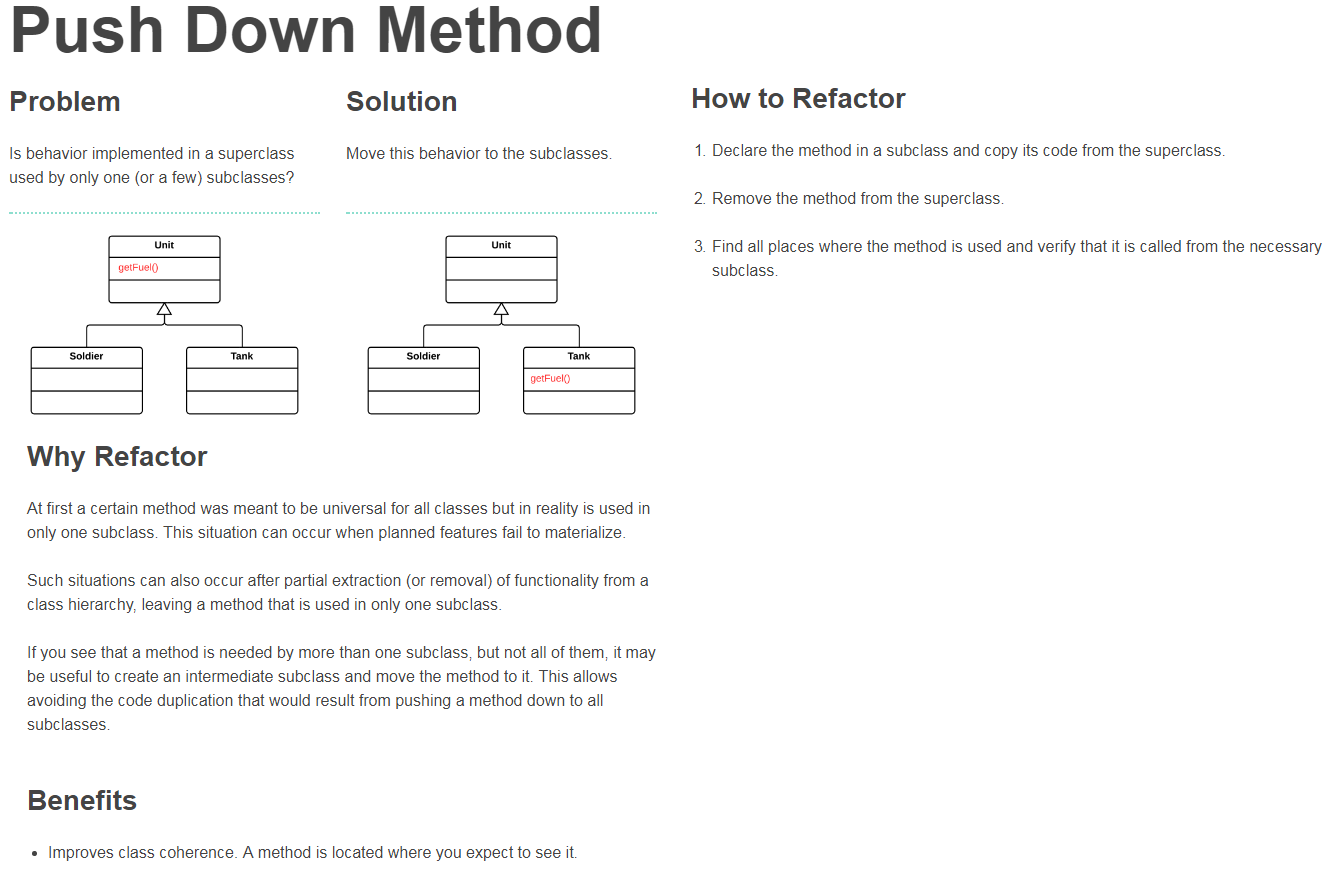 Push Down Method
Problem
Is behavior implemented in a superclass
used by only one (or a few) subclasses?
Unit
getFuel()
Soldier
Tank
Solution
Move this behavior to the subclasses.
Unit
Soldier
Tank
getFuel()
Why Refactor
At first a certain method was meant to be universal for all classes but in reality is used in
only one subclass. This situation can occur when planned features fail to materialize.
Such situations can also occur after partial extraction (or removal) of functionality from a
class hierarchy, leaving a method that is used in only one subclass.
If you see that a method is needed by more than one subclass, but not all of them, it may
be useful to create an intermediate subclass and move the method to it. This allows
avoiding the code duplication that would result from pushing a method down to all
subclasses.
Benefits
• Improves class coherence. A method is located where you expect to see it.
How to Refactor
1. Declare the method in a subclass and copy its code from the superclass.
2. Remove the method from the superclass.
3. Find all places where the method is used and verify that it is called from the necessary
subclass.